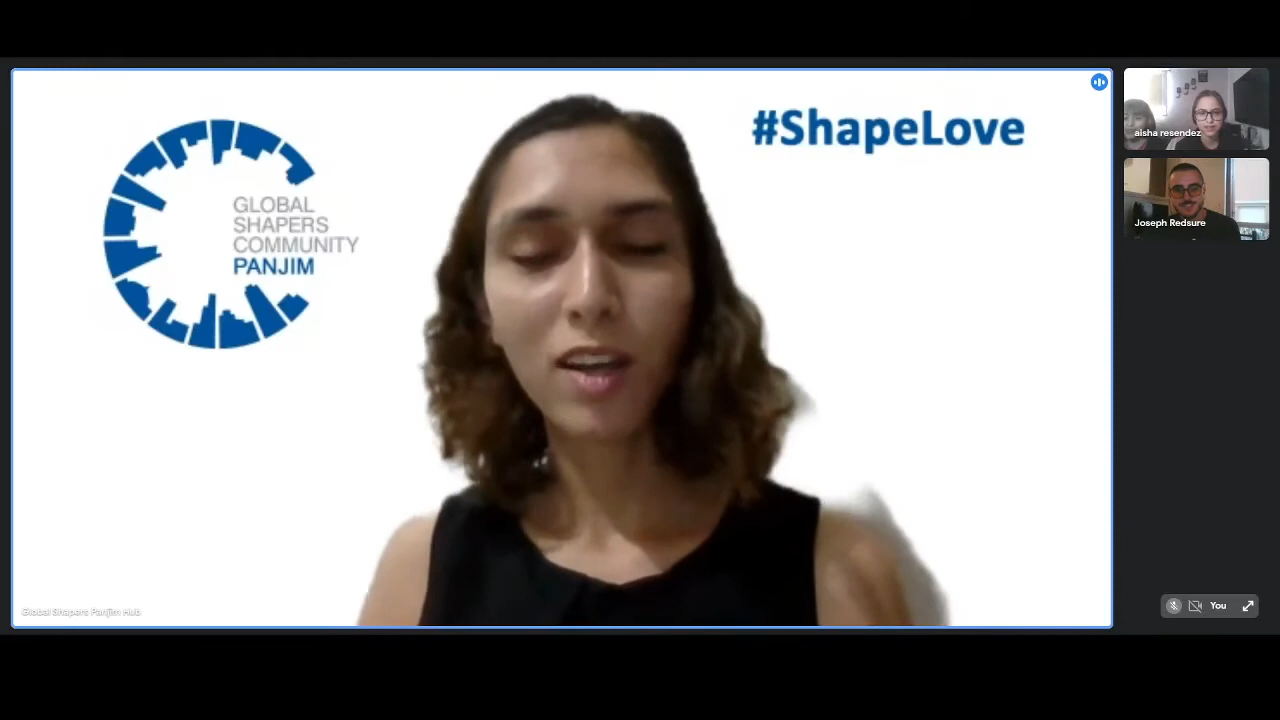 #ShapeLove
GLOBAL
SHAPERS
COMMUNITY
PANJIM
aisha resendez
Joseph Redsure
Global Shapers Panjim Hub
You